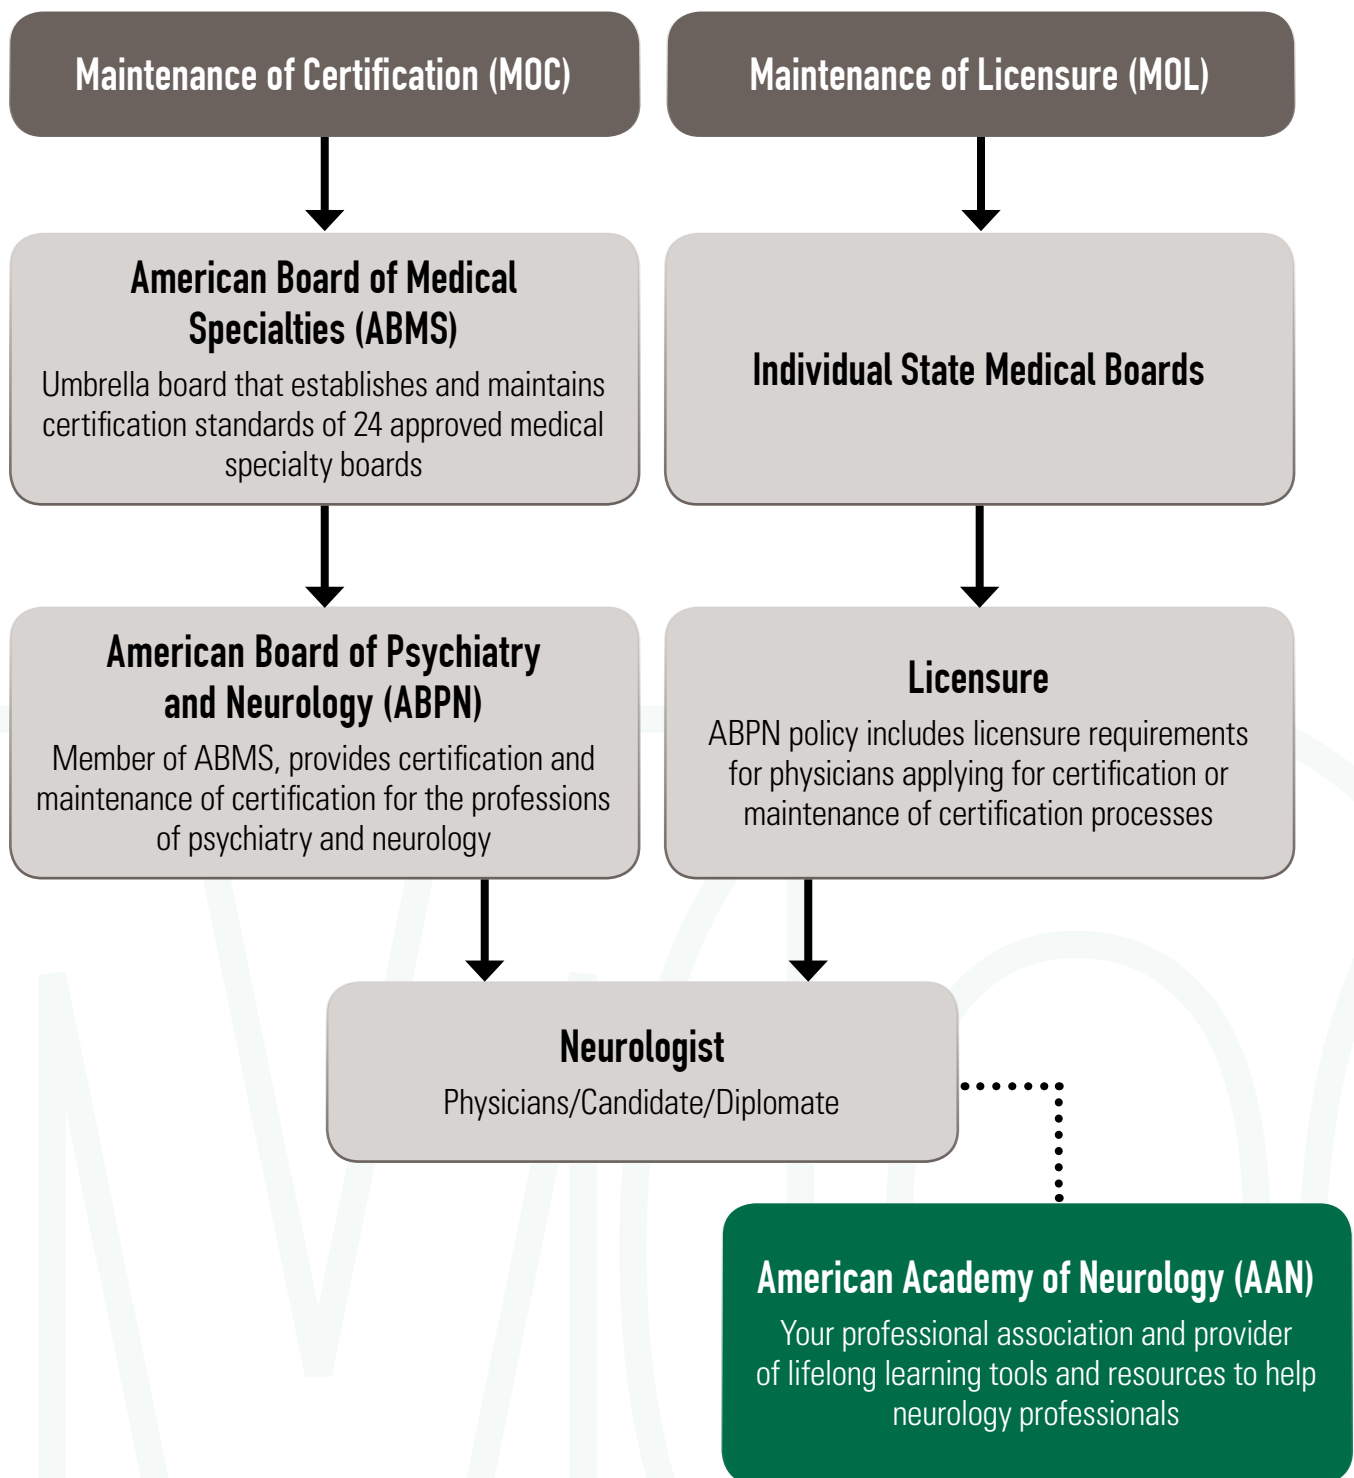 Maintenance of Certification (MOC)
Maintenance of Licensure (MOL)
American Board of Medical
Specialties (ABMS)
Umbrella board that establishes and maintains
certification standards of 24 approved medical
specialty boards
Individual State Medical Boards
American Board of Psychiatry
and Neurology (ABPN)
Member of ABMS, provides certification and
maintenance of certification for the professions
of psychiatry and neurology
Licensure
ABPN policy includes licensure requirements
for physicians applying for certification or
maintenance of certification processes
Neurologist
Physicians/Candidate/Diplomate
American Academy of Neurology (AAN)
Your professional association and provider
of lifelong learning tools and resources to help
neurology professionals